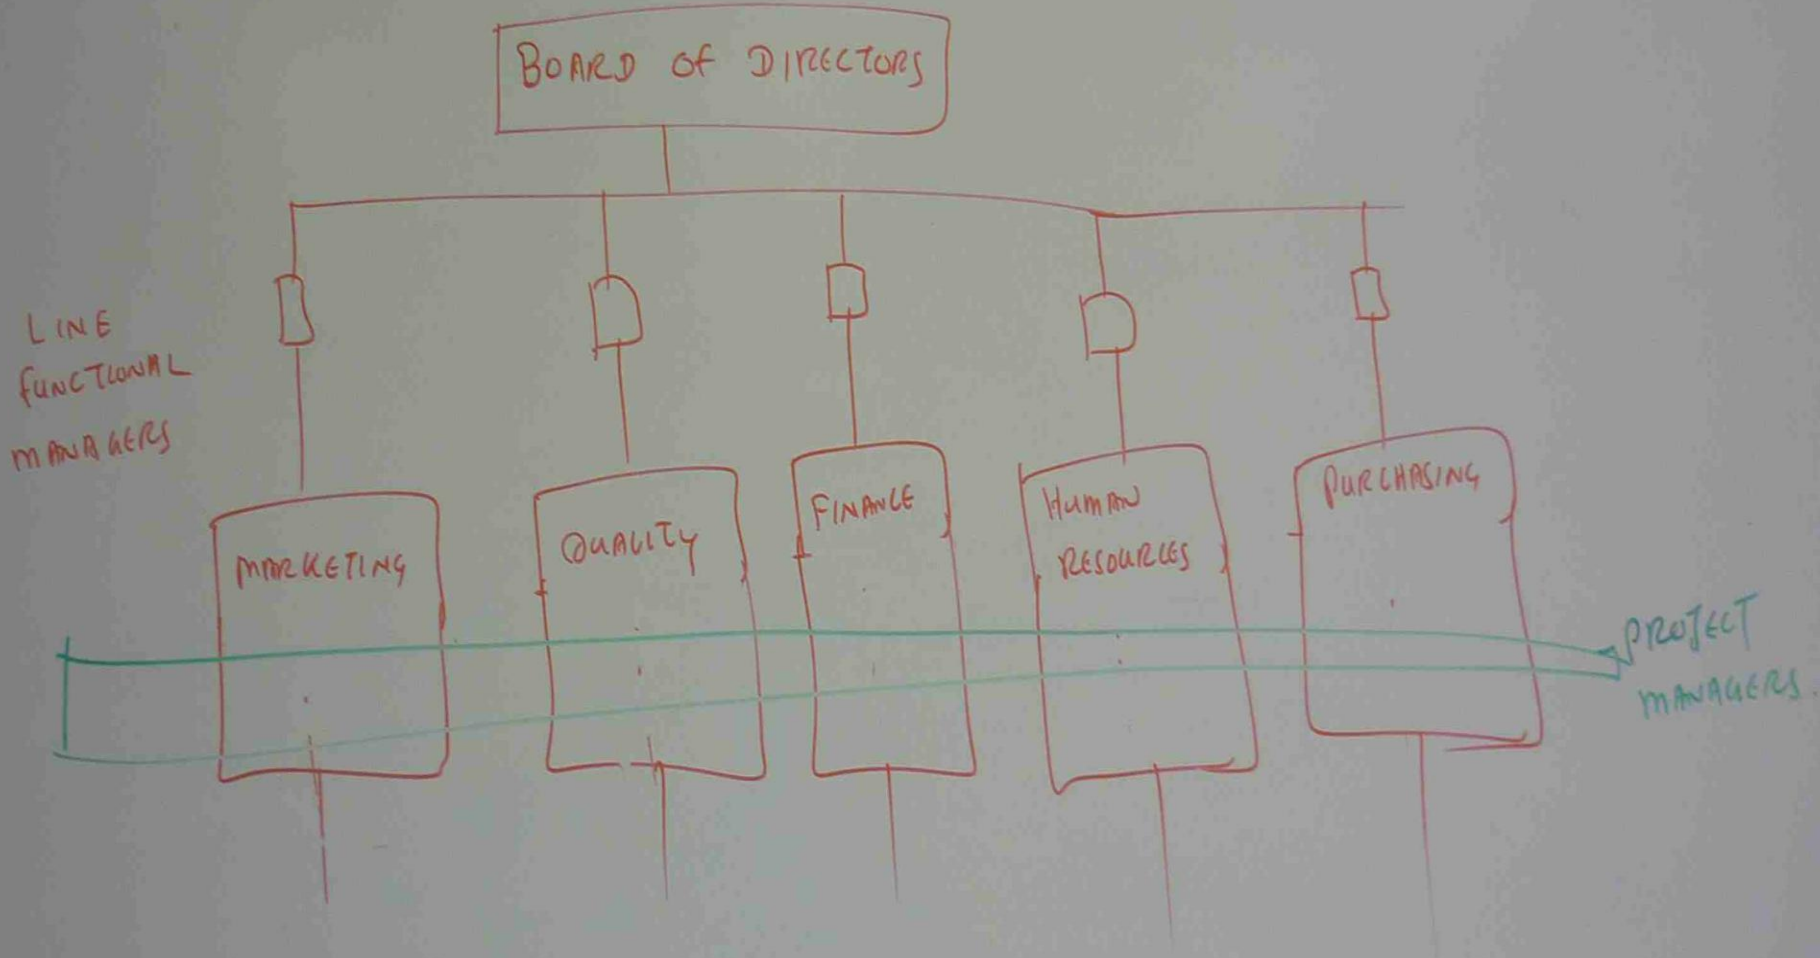 BOARD OF DIRECTORS
LINE
FUNCTIONAL
MANAGERS
MARKETING
QUALITY
FINANCE
HUMAN
RESOURCES
PURCHASING
PROJECT
MANAGERS